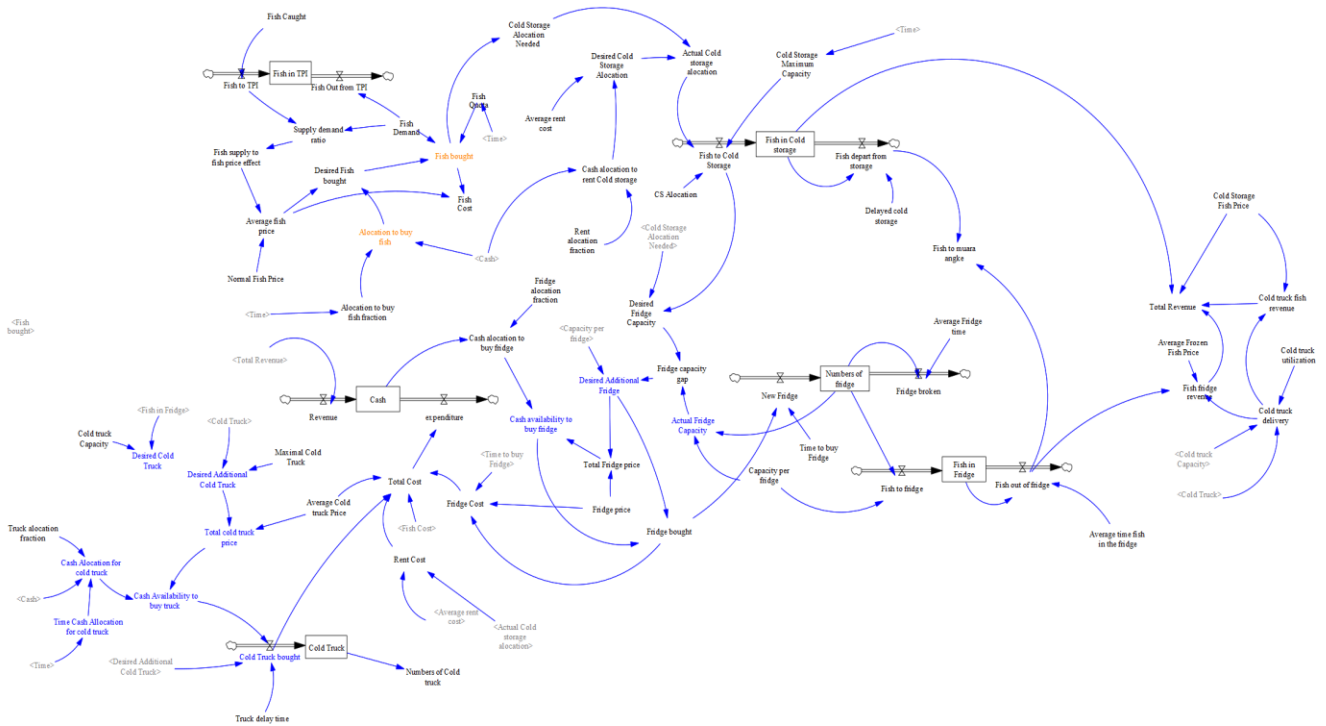 Fish Caught
Cold Storage
Alocation
Needed
<Time>
Fish in TPI
Fish to TPI
Fish Out from TPI
Desired Cold
Storage
Alocation
Actual Cold
storage
alocation
Cold Storage
Maximum
Capacity
Fish
Quota
Average rent
cost
Supply demand
ratio
Fish
Demand
<Time>
Fish in Cold
storage
Fish to Cold
Storage
Fish depart from
storage
Fish supply to
fish price effect
Desired Fish
bought
Fish bought
Cash alocation to
rent Cold storage
CS Alocation
Fish
Cost
Delayed cold
storage
Cold Storage
Fish Price
Average fish
price
Alocation to buy
fish
Rent
alocation
fraction
<Cold Storage
Alocation
Needed>
<Cash>
Fish to muara
angke
Normal Fish Price
Fridge
alocation
fraction
Desired
Fridge
Capacity
Total Revenue
Cold truck fish
revenue
<Time>
Alocation to buy
fish fraction
<Fish
bought>
Cash alocation to
buy fridge
<Capacity per
fridge>
Average Fridge
time
Average Frozen
Fish Price
Cold truck
utilization
<Total Revenue>
Fridge capacity
gap
Desired Additional
Fridge
Numbers of
fridge
New Fridge
Fridge broken
Fish fridge
revenue
Cash
Revenue
expenditure
Cash availability to
buy fridge
Actual Fridge
Capacity
Cold truck
delivery
<Fish in Fridge>
<Cold Truck>
Cold truck
Capacity
Desired Cold
Truck
Maximal Cold
Truck
<Time to buy
Fridge>
Total Fridge price
Time to buy
Fridge
<Cold truck
Capacity>
Desired Additional
Cold Truck
Total Cost
Capacity per
fridge
Fish in
Fridge
Fish to fridge
Fish out of fridge
<Cold Truck>
Average Cold
truck Price
Fridge Cost
Fridge price
Truck alocation
fraction
Total cold truck
price
<Fish Cost>
Fridge bought
Average time fish
in the fridge
Cash Alocation for
cold truck
Rent Cost
<Cash>
Cash Availability to
buy truck
Time Cash Allocation
for cold truck
<Average rent
cost>
<Actual Cold
storage
alocation>
Cold Truck
Cold Truck bought
<Time>
<Desired Additional
Cold Truck>
Numbers of Cold
truck
Truck delay time